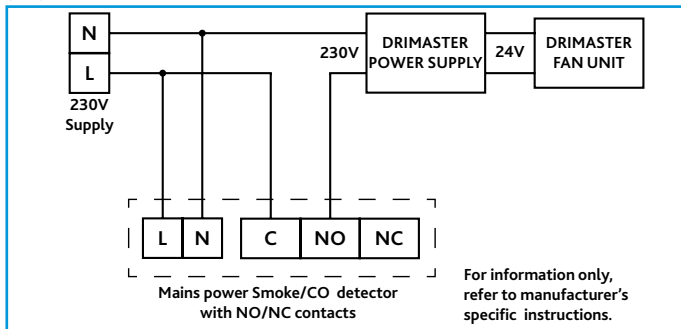 N
L
230V
Supply
230V
DRIMASTER
POWER SUPPLY
24V
DRIMASTER
FAN UNIT
L N C NO NC
Mains power Smoke/CO detector
with NO/NC contacts
For information only,
refer to manufacturer's
specific instructions.